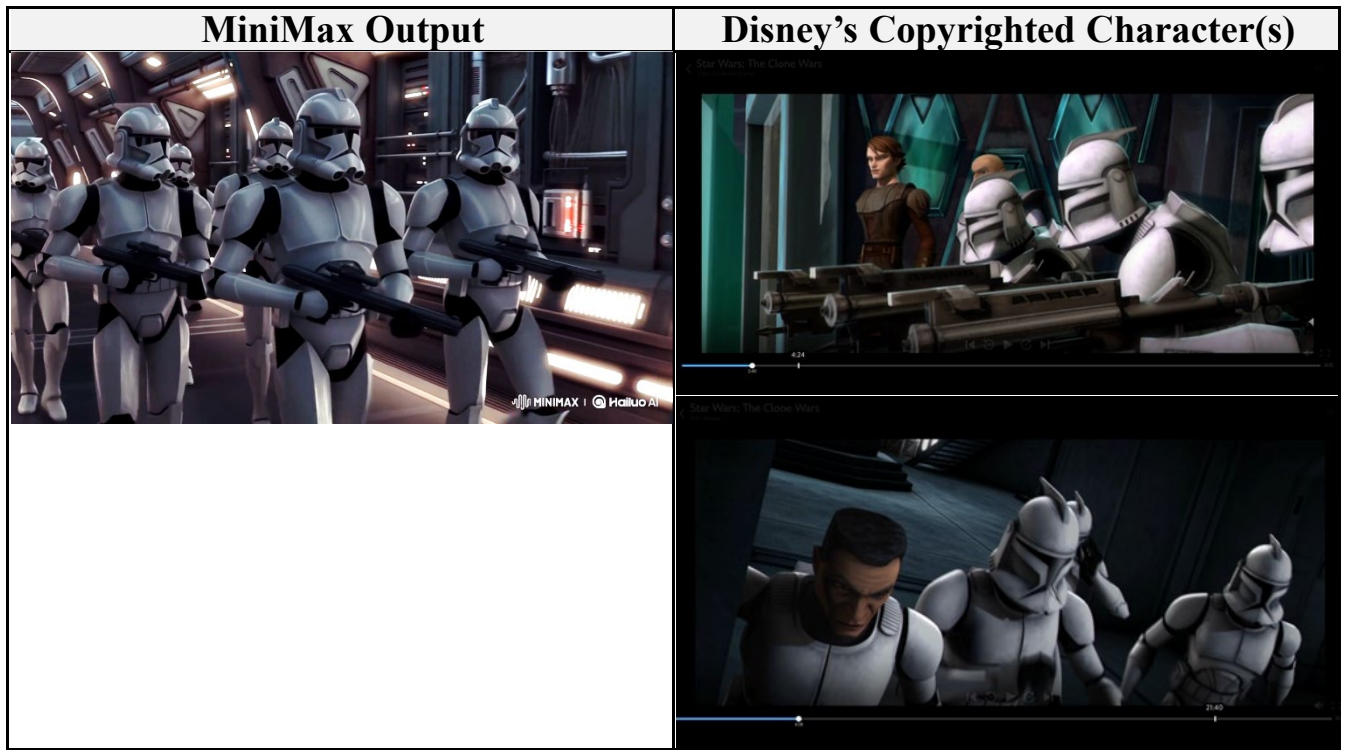 MiniMax Output
Disney’s Copyrighted Character(s)
MINIMAX | Hailuo AI
Star Wars: The Clone Wars
4:24
Star Wars: The Clone Wars
21:40